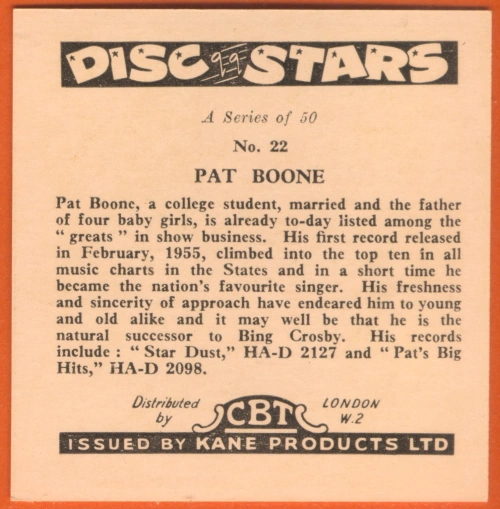 DISC STARS
A Series of 50
No. 22
PAT BOONE
Pat Boone, a college student, married and the father
of four baby girls, is already to-day listed among the
“ greats ” in show business. His first record released
in February, 1955, climbed into the top ten in all
music charts in the States and in a short time he
became the nation's favourite singer. His freshness
and sincerity of approach have endeared him to young
and old alike and it may well be that he is the
natural successor to Bing Crosby. His records
include : “ Star Dust,” HA-D 2127 and “ Pat's Big
Hits,” HA-D 2098.
Distributed by CBT LONDON W.2
ISSUED BY KANE PRODUCTS LTD